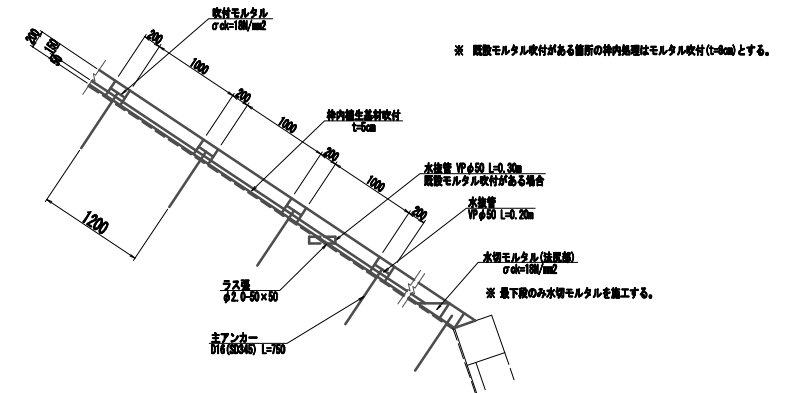 吹付モルタル
σck=18N/mm2
200
150
50
200
1000
200
1000
200
1000
200
1200
※ 既設モルタル吹付がある箇所の枠内処理はモルタル吹付(t=8cm)とする。
枠内植生基材吹付
t=5cm
水抜管 VPφ50 L=0.30m
既設モルタル吹付がある場合
水抜管
VPφ50 L=0.20m
水切モルタル(法尻部)
σck=18N/mm2
※ 最下段のみ水切モルタルを施工する。
ラス張
φ2.0-50×50
主アンカー
D16(SD345) L=750